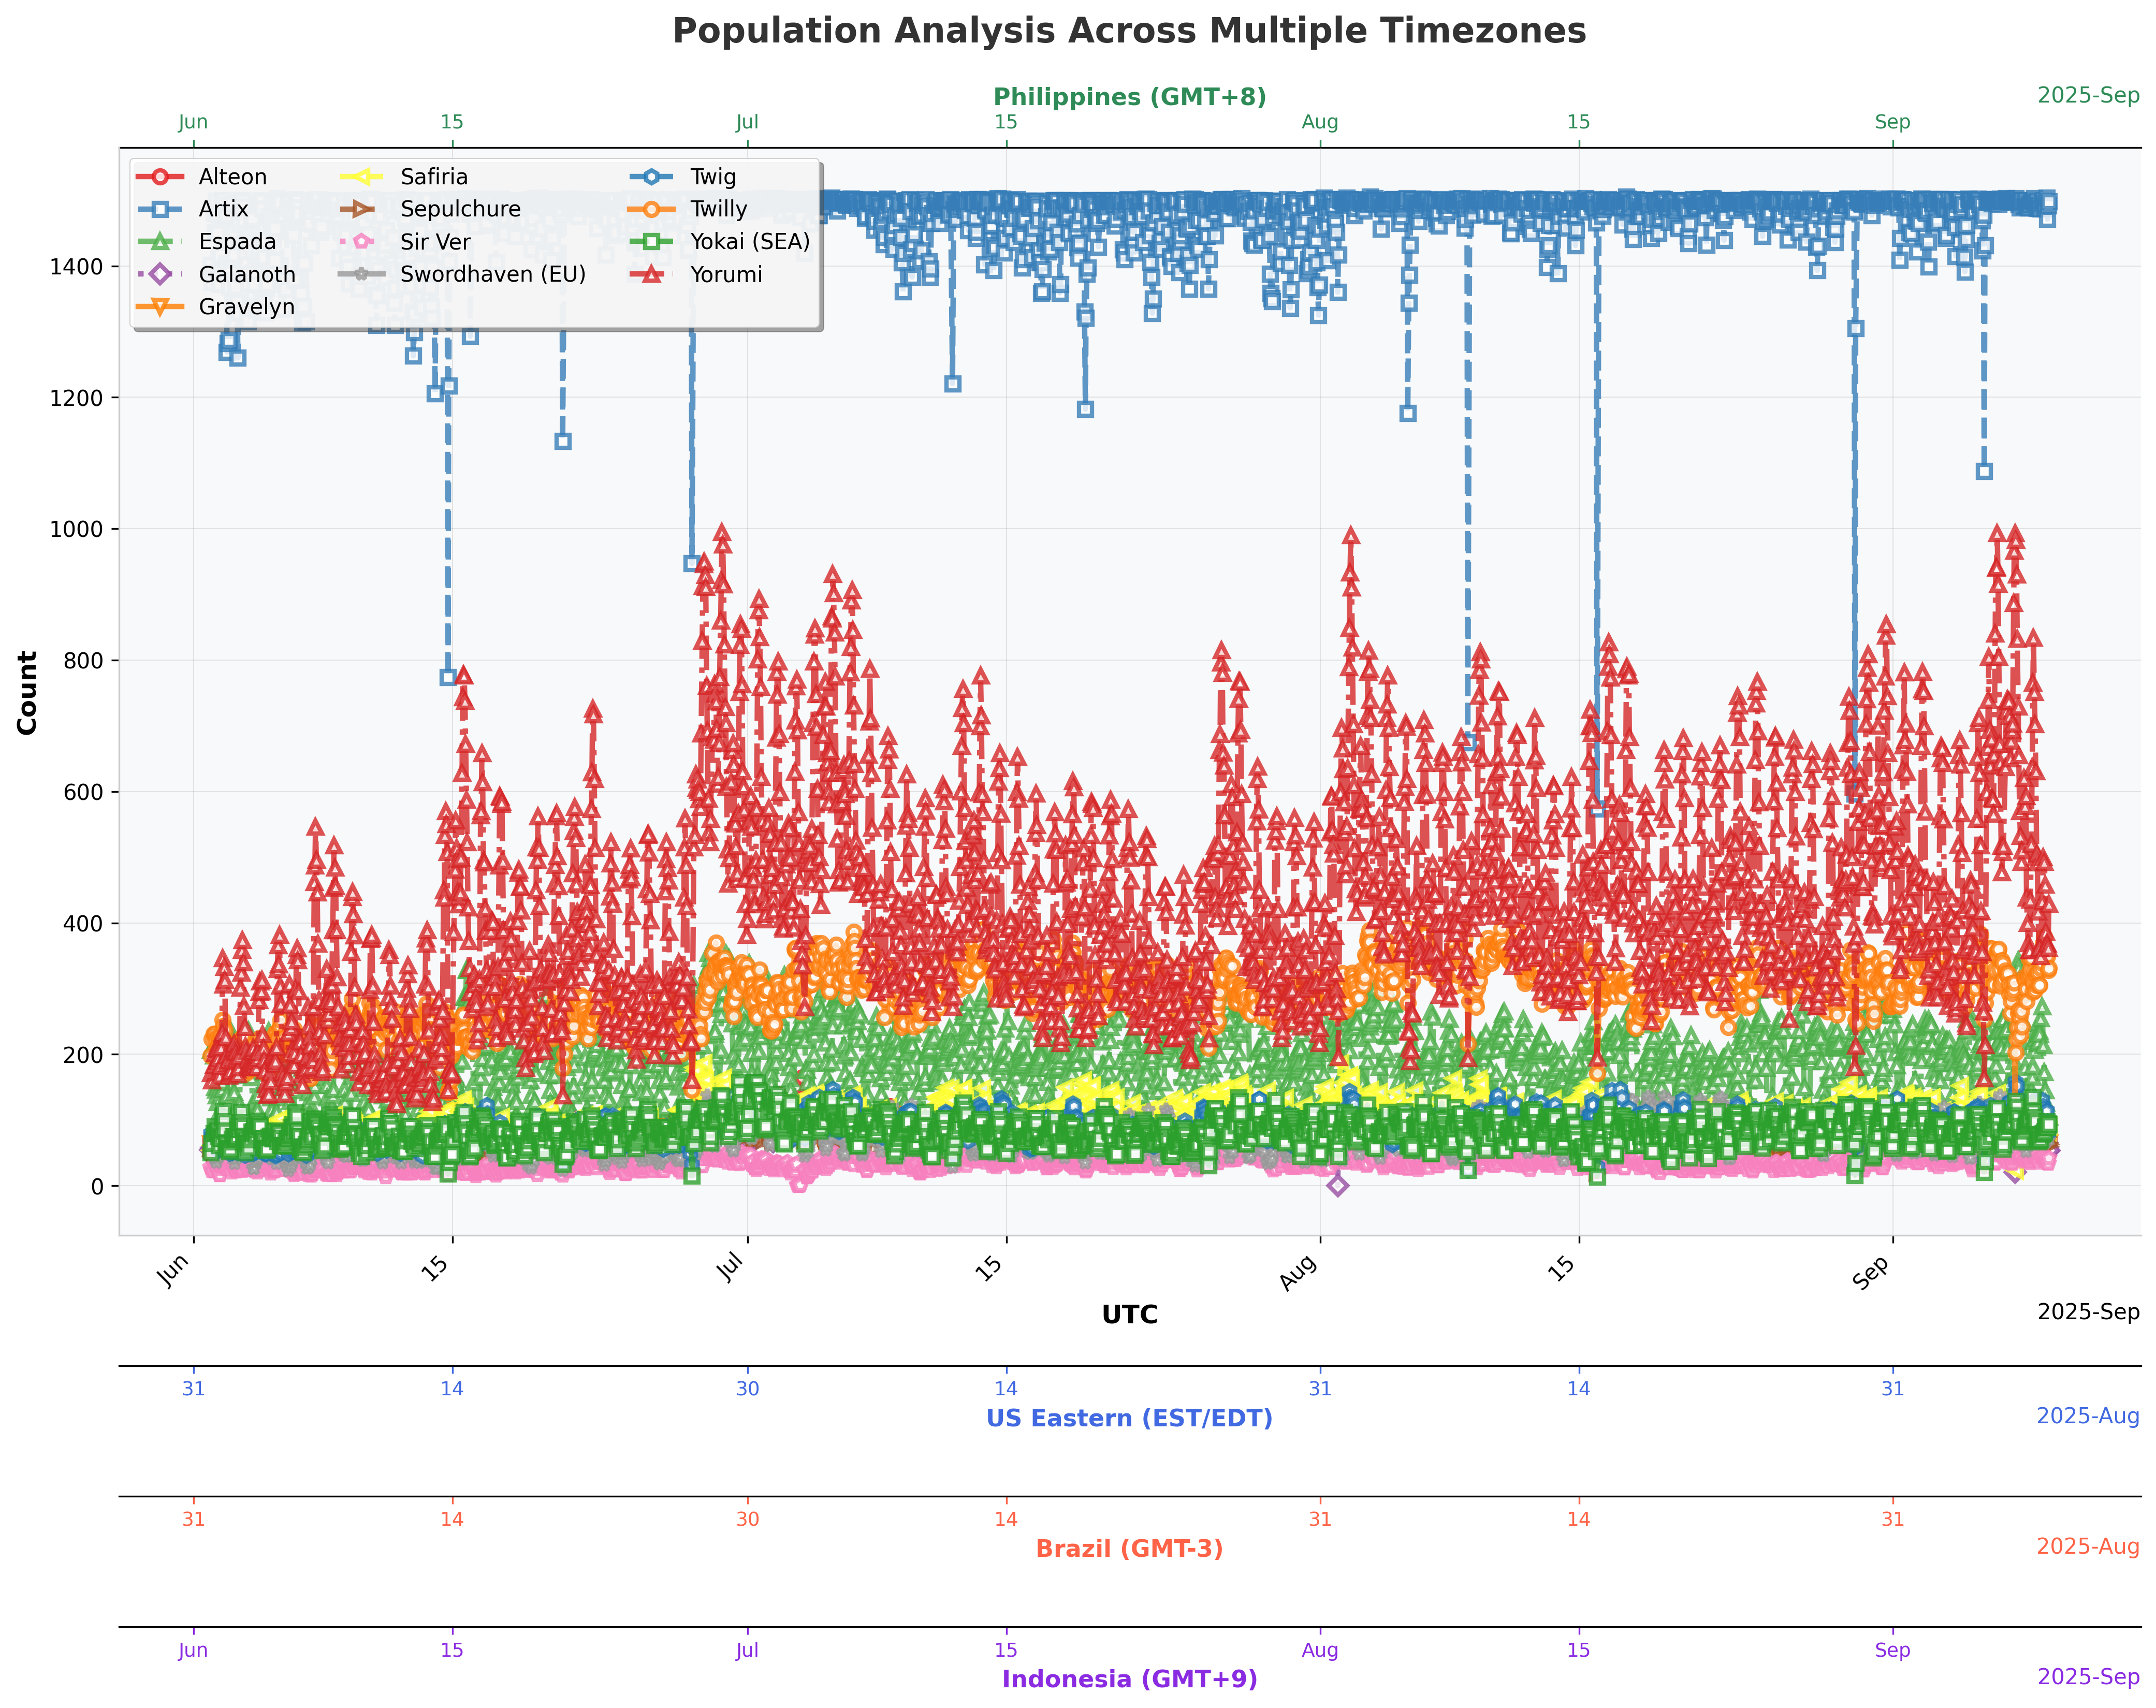 Population Analysis Across Multiple Timezones
Philippines (GMT+8)
2025-Sep
Jun 15 Jul 15 Aug 15 Sep
Alteon Safiria Twig
Artix Sepulchure Twilly
Espada Sir Ver Yokai (SEA)
Galanoth Swordhaven (EU) Yorumi
Gravelyn
Count
1400
1200
1000
800
600
400
200
0
Jun 15 Jul 15 Aug 15 Sep
UTC
2025-Sep
31 14 30 14 31 14 31
US Eastern (EST/EDT)
2025-Aug
31 14 30 14 31 14 31
Brazil (GMT-3)
2025-Aug
Jun 15 Jul 15 Aug 15 Sep
Indonesia (GMT+9)
2025-Sep